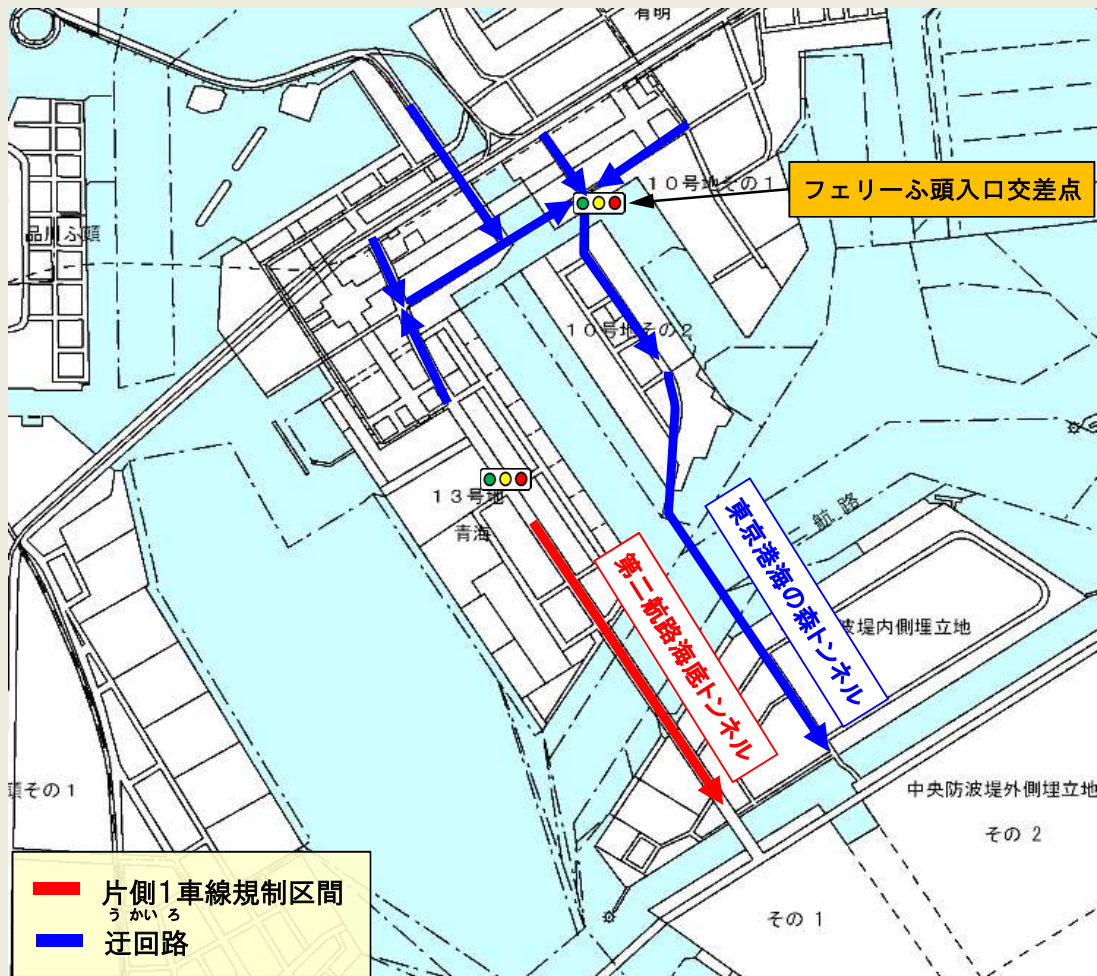 有明
10号地その1
フェリーふ頭入口交差点
品川ふ頭
10号地その2
13号地
青海
航路
第二航路海底トンネル
東京港海の森トンネル
波堤内側埋立地
頭その1
中央防波堤外側埋立地
その 2
その 1
片側1車線規制区間
う かい ろ
迂回路